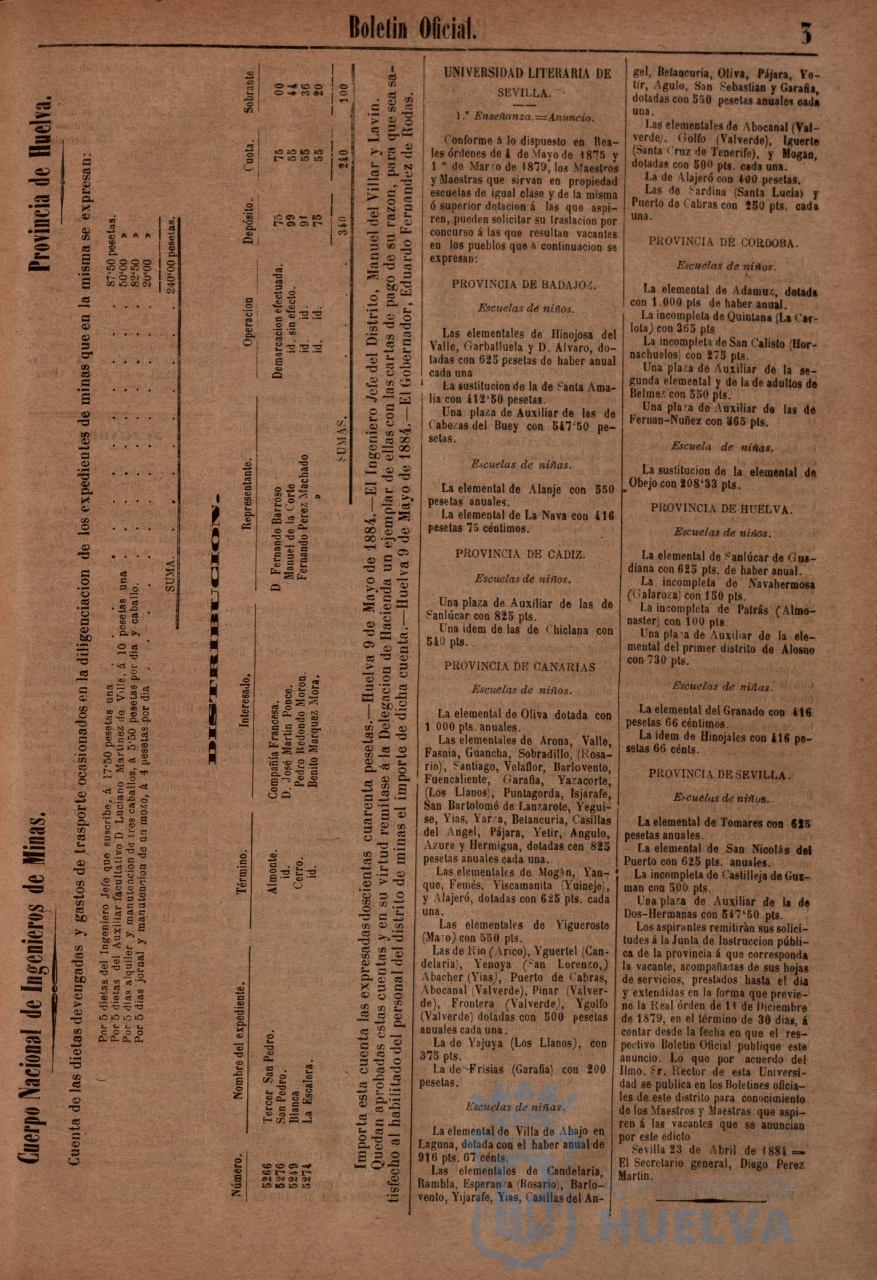 Boletin Oficial.
3
Cuerpo Nacional de Ingenieros de Minas.
Provincia de Huelva.
Cuenta de las dietas devengadas y gastos de trasporte ocasionados en la diligenciacion de los expedientes de minas que en la misma se expresan:
Por 5 dietas del Ingeniero Jefe que suscribe, á 17'50 pesetas una . . . 87'50 pesetas.
Por 5 dietas del Auxiliar facultativo D. Luciano Martinez de Ville, á 10 pesetas una . . . 50'00 »
Por 5 dias alquiler y manutencion de tres caballos, á 5'50 pesetas por dia y caballo. . . . 82'50 »
Por 5 dias jornal y manutencion de un mozo, á 4 pesetas por dia . . . 20'00 »
SUMA. . . . 240'00 pesetas.
DISTRIBUCION.
Número. Nombre del expediente. Término. Interesado. Representante. Operacion Depósito. Cuota. Sobrante
5266 Tercer San Pedro. Almonte. Compañia Francesa. D Fernando Barroso Demarcacion efectuada. 75 75 00
5276 San Pedro. id. D. José Martin Ponce. Manuel de la Corte id. sin efecto. 99 55 44
5249 Blanca Cerro. Pedro Redondo Moron. Fernando Perez Machado id. id. 91 55 36
5274 La Escalera. id. Benito Marquez Mora. » id. id. 75 55 20
SUMAS. 340 240 100
Importa esta cuenta las expresadas doscientas cuarenta pesetas.—Huelva 9 de Mayo de 1884.—El Ingeniero Jefe del Distrito, Manuel del Villar y Lavin.
Quedan aprobadas estas cuentas y en su virtud remítase á la Delegacion de Hacienda un ejemplar de ellas con las cartas de pago de su razon, para que sea sa-
tisfecho al habilitado del personal del distrito de minas el importe de dicha cuenta.—Huelva 9 de Mayo de 1884.—El Gobernador, Eduardo Fernandez de Rodas.
UNIVERSIDAD LITERARIA DE
SEVILLA.
1.ª Enseñanza.=Anuncio.
Conforme á lo dispuesto en Rea-
les órdenes de 4 de Mayo de 1875 y
1 º de Marzo de 1879, los Maestros
y Maestras que sirvan en propiedad
escuelas de igual clase y de la misma
ó superior dotacion á las que aspi-
ren, pueden solicitar su traslacion por
concurso á las que resultan vacantes
en los pueblos que á continuacion se
expresan:
PROVINCIA DE BADAJOZ.
Escuelas de niños.
Las elementales de Hinojosa del
Valle, Garballuela y D. Alvaro, do-
tadas con 625 pesetas de haber anual
cada una
La sustitucion de la de Santa Ama-
lia con 412'50 pesetas.
Una plaza de Auxiliar de las de
Cabezas del Buey con 547'50 pe-
setas.
Escuelas de niñas.
La elemental de Alanje con 550
pesetas anuales.
La elemental de La Nava con 416
pesetas 75 céntimos.
PROVINCIA DE CADIZ.
Escuelas de niños.
Una plaza de Auxiliar de las de
Sanlúcar con 825 pts.
Una idem de las de Chiclana con
540 pts.
PROVINCIA DE CANARIAS
Escuelas de niños.
La elemental de Oliva dotada con
1 000 pts. anuales.
Las elementales de Arona, Valle,
Fasnia, Guancha, Sobradillo, (Rosa-
rio), Santiago, Velaflor, Barlovento,
Fuencaliente, Garafia, Yazacorte,
(Los Llanos), Puntagorda, Isjarafe,
San Bartolomé de Lanzarote, Yegui-
se, Yias, Yarza, Betancuria, Casillas
del Angel, Pájara, Yetir, Angulo,
Azure y Hermigua, dotadas cen 825
pesetas anuales cada una.
Las elementales de Mogán, Yan-
que, Femés, Yiscamanita (Yuineje),
y Alajeró, dotadas con 625 pts. cada
una.
Las elementales de Yigueroste
(Mazo) con 550 pts.
Las de Rio (Arico), Yguertel (Can-
delaria), Yenoya (San Lorenzo,)
Abacher (Yias), Puerto de Cabras,
Abocanal (Valverde), Pinar (Valver-
de), Frontera (Valverde), Ygolfo
(Valverde) dotadas con 500 pesetas
anuales cada una.
La de Yajuya (Los Llanos), con
375 pts.
La de Frisias (Garafia) con 200
pesetas.
Escuelas de niñas.
La elemental de Villa de Abajo en
Laguna, dotada con el haber anual de
916 pts. 67 cénts.
Las elementales de Candelaria,
Rambla, Esperanza (Rosario), Barlo-
vento, Yijarafe, Yias, Casillas del An-
gel, Betancuria, Oliva, Pájara, Ye-
tir, Agulo, San Sebastian y Garafia,
dotadas con 550 pesetas anuales cada
una.
Las elementales de Abocanal (Val-
verde), Golfo (Valverde), Iguerte
(Santa Cruz de Tenerife), y Mogan,
dotadas con 500 pts. cada una.
La de Alajeró con 400 pesetas.
Las de Sardina (Santa Lucia) y
Puerto de Cabras con 250 pts. cada
una.
PROVINCIA DE CORDOBA.
Escuelas de niños.
La elemental de Adamuz, dotada
con 1.000 pts de haber anual.
La incompleta de Quintana (La Car-
lota) con 365 pts
La incompleta de San Calisto (Hor-
nachuelos) con 275 pts.
Una plaza de Auxiliar de la se-
gunda elemental y de la de adultos de
Belmez con 550 pts.
Una plaza de Auxiliar de las de
Fernan-Nuñez con 365 pts.
Escuela de niñas.
La sustitucion de la elemental de
Obejo con 208'33 pts.
PROVINCIA DE HUELVA.
Escuelas de niños.
La elemental de Sanlúcar de Gua-
diana con 625 pts. de haber anual.
La incompleta de Navahermosa
(Galaroza) con 150 pts.
La incompleta de Patrás (Almo-
naster) con 100 pts
Una plaza de Auxiliar de la ele-
mental del primer distrito de Alosno
con 730 pts.
Escuelas de niñas.
La elemental del Granado con 416
pesetas 66 céntimos.
La idem de Hinojales con 416 pe-
setas 66 cénts.
PROVINCIA DE SEVILLA.
Escuelas de niños.
La elemental de Tomares con 625
pesetas anuales.
La elemental de San Nicolás del
Puerto con 625 pts. anuales.
La incompleta de Castilleja de Guz-
man con 500 pts.
Una plaza de Auxiliar de la de
Dos-Hermanas con 547'50 pts.
Los aspirantes remitirán sus solici-
tudes á la Junta de Instruccion públi-
ca de la provincia á que corresponda
la vacante, acompañadas de sus hojas
de servicios, prestados hasta el dia
y extendidas en la forma que previe-
ne la Real órden de 11 de Diciembre
de 1879, en el término de 30 dias, á
contar desde la fecha en que el res-
pectivo Boletin Oficial publique este
anuncio. Lo que por acuerdo del
Ilmo. Sr. Rector de esta Universi-
dad se publica en los Boletines oficia-
les de este distrito para conocimiento
de los Maestros y Maestras que aspi-
ren á las vacantes que se anuncian
por este edicto
Sevilla 23 de Abril de 1884 =
El Secretario general, Diego Perez
Martin.
HUELVA